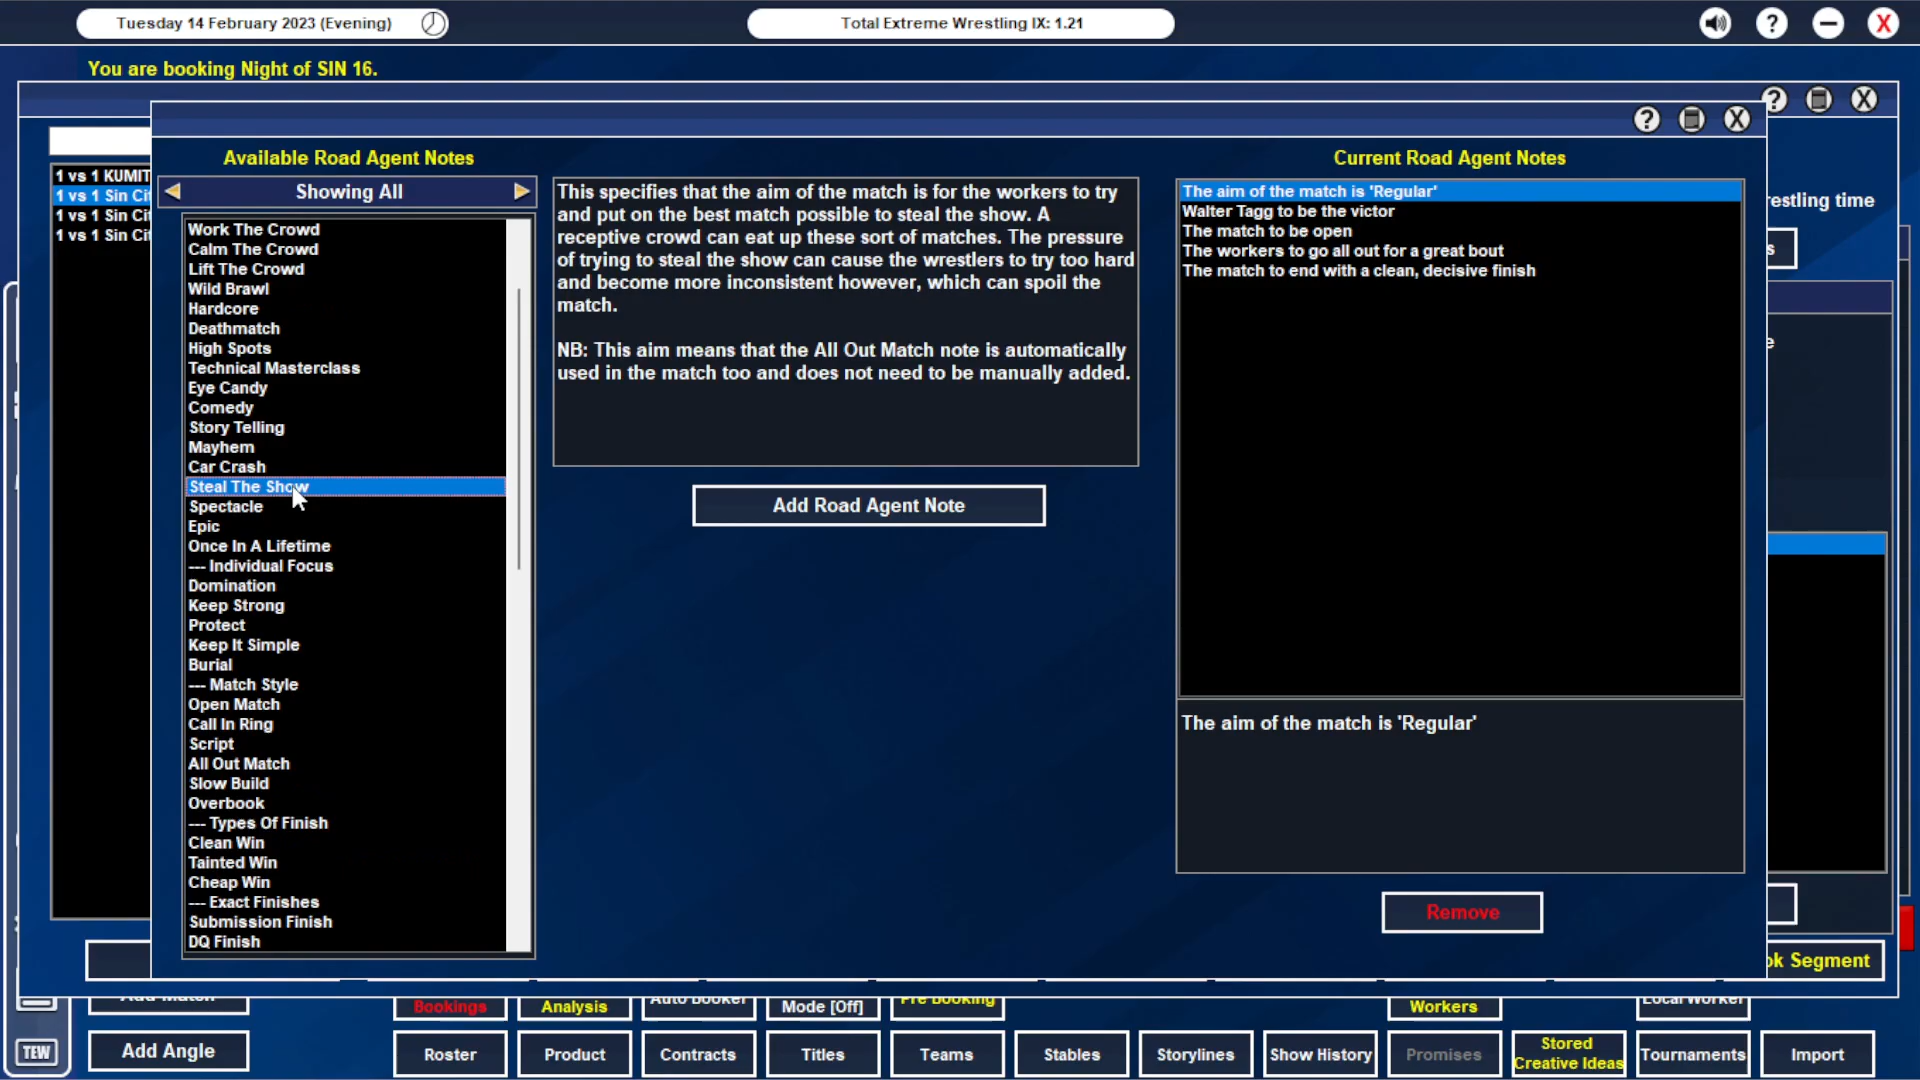 Tuesday 14 February 2023 (Evening)
Total Extreme Wrestling IX: 1.21
? X
You are booking Night of SIN 16.
? X
? X
Available Road Agent Notes
Current Road Agent Notes
Showing All
1 vs 1 KUMIT
1 vs 1 Sin Cit
1 vs 1 Sin Cit
1 vs 1 Sin Cit
Work The Crowd
Calm The Crowd
Lift The Crowd
Wild Brawl
Hardcore
Deathmatch
High Spots
Technical Masterclass
Eye Candy
Comedy
Story Telling
Mayhem
Car Crash
Steal The Show
Spectacle
Epic
Once In A Lifetime
--- Individual Focus
Domination
Keep Strong
Protect
Keep It Simple
Burial
--- Match Style
Open Match
Call In Ring
Script
All Out Match
Slow Build
Overbook
--- Types Of Finish
Clean Win
Tainted Win
Cheap Win
--- Exact Finishes
Submission Finish
DQ Finish
This specifies that the aim of the match is for the workers to try
and put on the best match possible to steal the show. A
receptive crowd can eat up these sort of matches. The pressure
of trying to steal the show can cause the wrestlers to try too hard
and become more inconsistent however, which can spoil the
match.
NB: This aim means that the All Out Match note is automatically
used in the match too and does not need to be manually added.
Add Road Agent Note
The aim of the match is 'Regular'
Walter Tagg to be the victor
The match to be open
The workers to go all out for a great bout
The match to end with a clean, decisive finish
The aim of the match is 'Regular'
Remove
restling time
s
e
ok Segment
Add Match
Bookings
Analysis
Auto Booker
Mode [Off]
Pre Booking
Workers
Local Worker
TEW
Add Angle
Roster
Product
Contracts
Titles
Teams
Stables
Storylines
Show History
Promises
Stored
Creative Ideas
Tournaments
Import